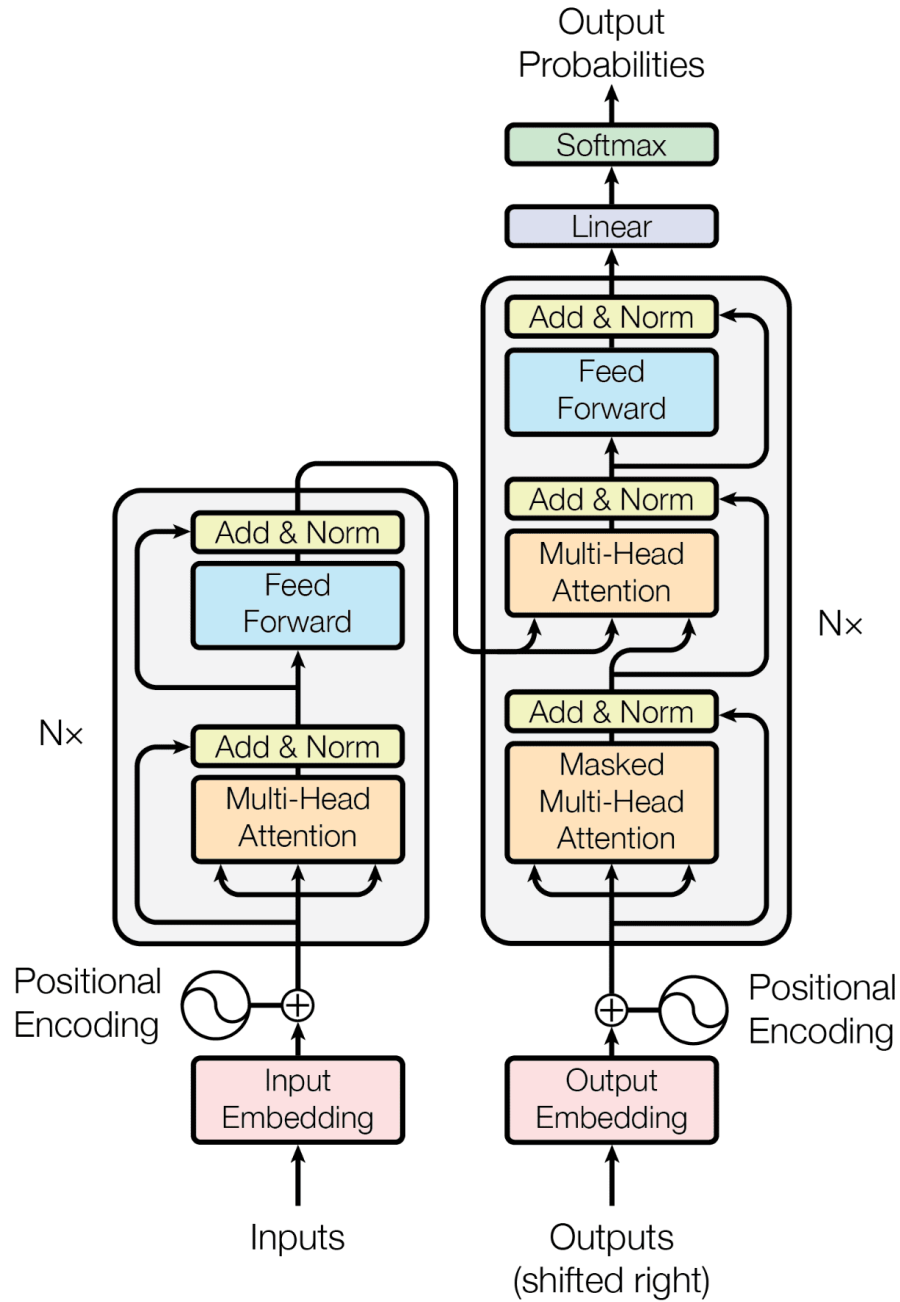 Output
Probabilities
Softmax
Linear
Add & Norm
Feed
Forward
Add & Norm
Multi-Head
Attention
Add & Norm
Masked
Multi-Head
Attention
N×
Add & Norm
Feed
Forward
Add & Norm
Multi-Head
Attention
N×
Positional
Encoding
Positional
Encoding
Input
Embedding
Output
Embedding
Inputs
Outputs
(shifted right)